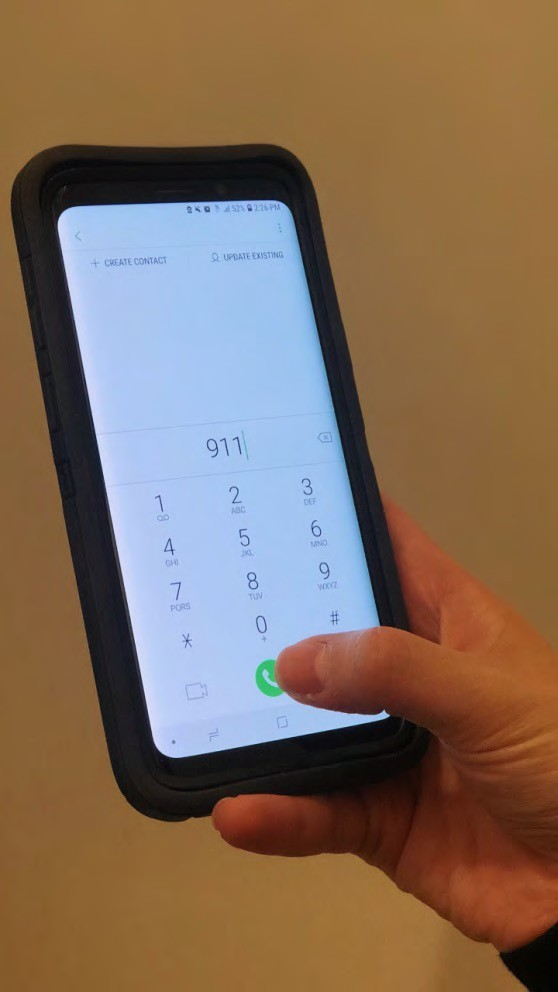 52% 2:26 PM
+ CREATE CONTACT UPDATE EXISTING
911
1 2 3
ABC DEF
4 5 6
GHI JKL MNO
7 8 9
PQRS TUV WXYZ
* 0 #
+